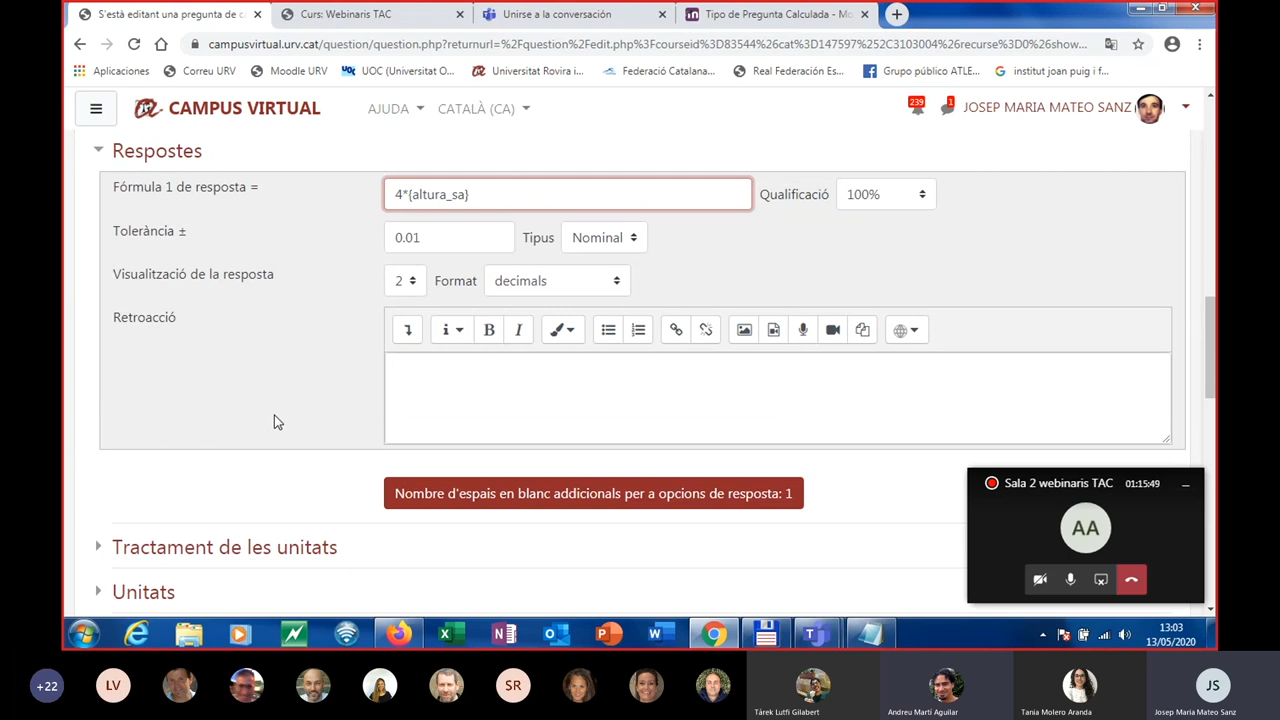 S'està editant una pregunta de c
Curs: Webinaris TAC
Unirse a la conversación
Tipo de Pregunta Calculada - Mo
campusvirtual.urv.cat/question/question.php?returnurl=%2Fquestion%2Fedit.php%3Fcourseid%3D83544%26cat%3D147597%252C3103004%26recurse%3D0%26show...
Aplicaciones
Correu URV
Moodle URV
UOC (Universitat O...
Universitat Rovira i...
Federació Catalana...
Real Federación Es...
Grupo público ATLE...
institut joan puig i f...
CAMPUS VIRTUAL
AJUDA
CATALÀ (CA)
239
1
JOSEP MARIA MATEO SANZ
Respostes
Fórmula 1 de resposta =
4*{altura_sa}
Qualificació
100%
Tolerància ±
0.01
Tipus
Nominal
Visualització de la resposta
2
Format
decimals
Retroacció
Nombre d'espais en blanc addicionals per a opcions de resposta: 1
Sala 2 webinaris TAC
01:15:49
AA
Tractament de les unitats
Unitats
13:03
13/05/2020
+22
LV
SR
JS
Tàrek Lutfi Gilabert
Andreu Martí Aguilar
Tania Molero Aranda
Josep Maria Mateo Sanz